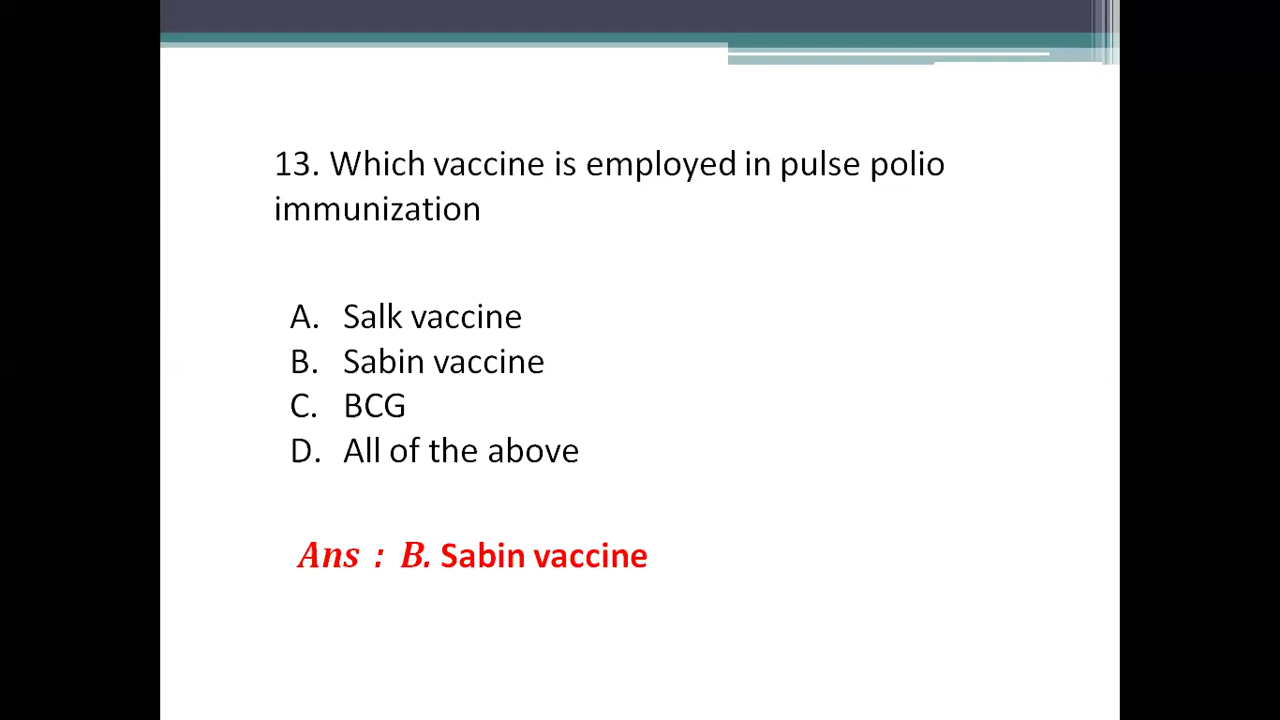 13. Which vaccine is employed in pulse polio
immunization
A. Salk vaccine
B. Sabin vaccine
C. BCG
D. All of the above
Ans : B. Sabin vaccine